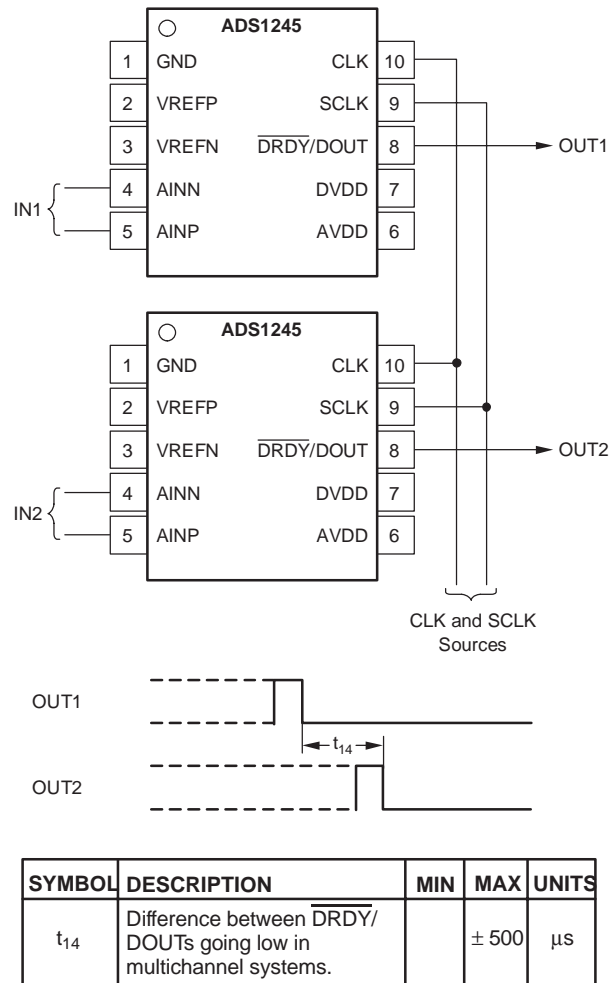 ADS1245
1 GND CLK 10
2 VREFP SCLK 9
3 VREFN DRDY/DOUT 8 OUT1
4 AINN DVDD 7
IN1
5 AINP AVDD 6
ADS1245
1 GND CLK 10
2 VREFP SCLK 9
3 VREFN DRDY/DOUT 8 OUT2
4 AINN DVDD 7
IN2
5 AINP AVDD 6
CLK and SCLK
Sources
OUT1
t14
OUT2
SYMBOL DESCRIPTION MIN MAX UNITS
t14 Difference between DRDY/
DOUTs going low in ± 500 μs
multichannel systems.